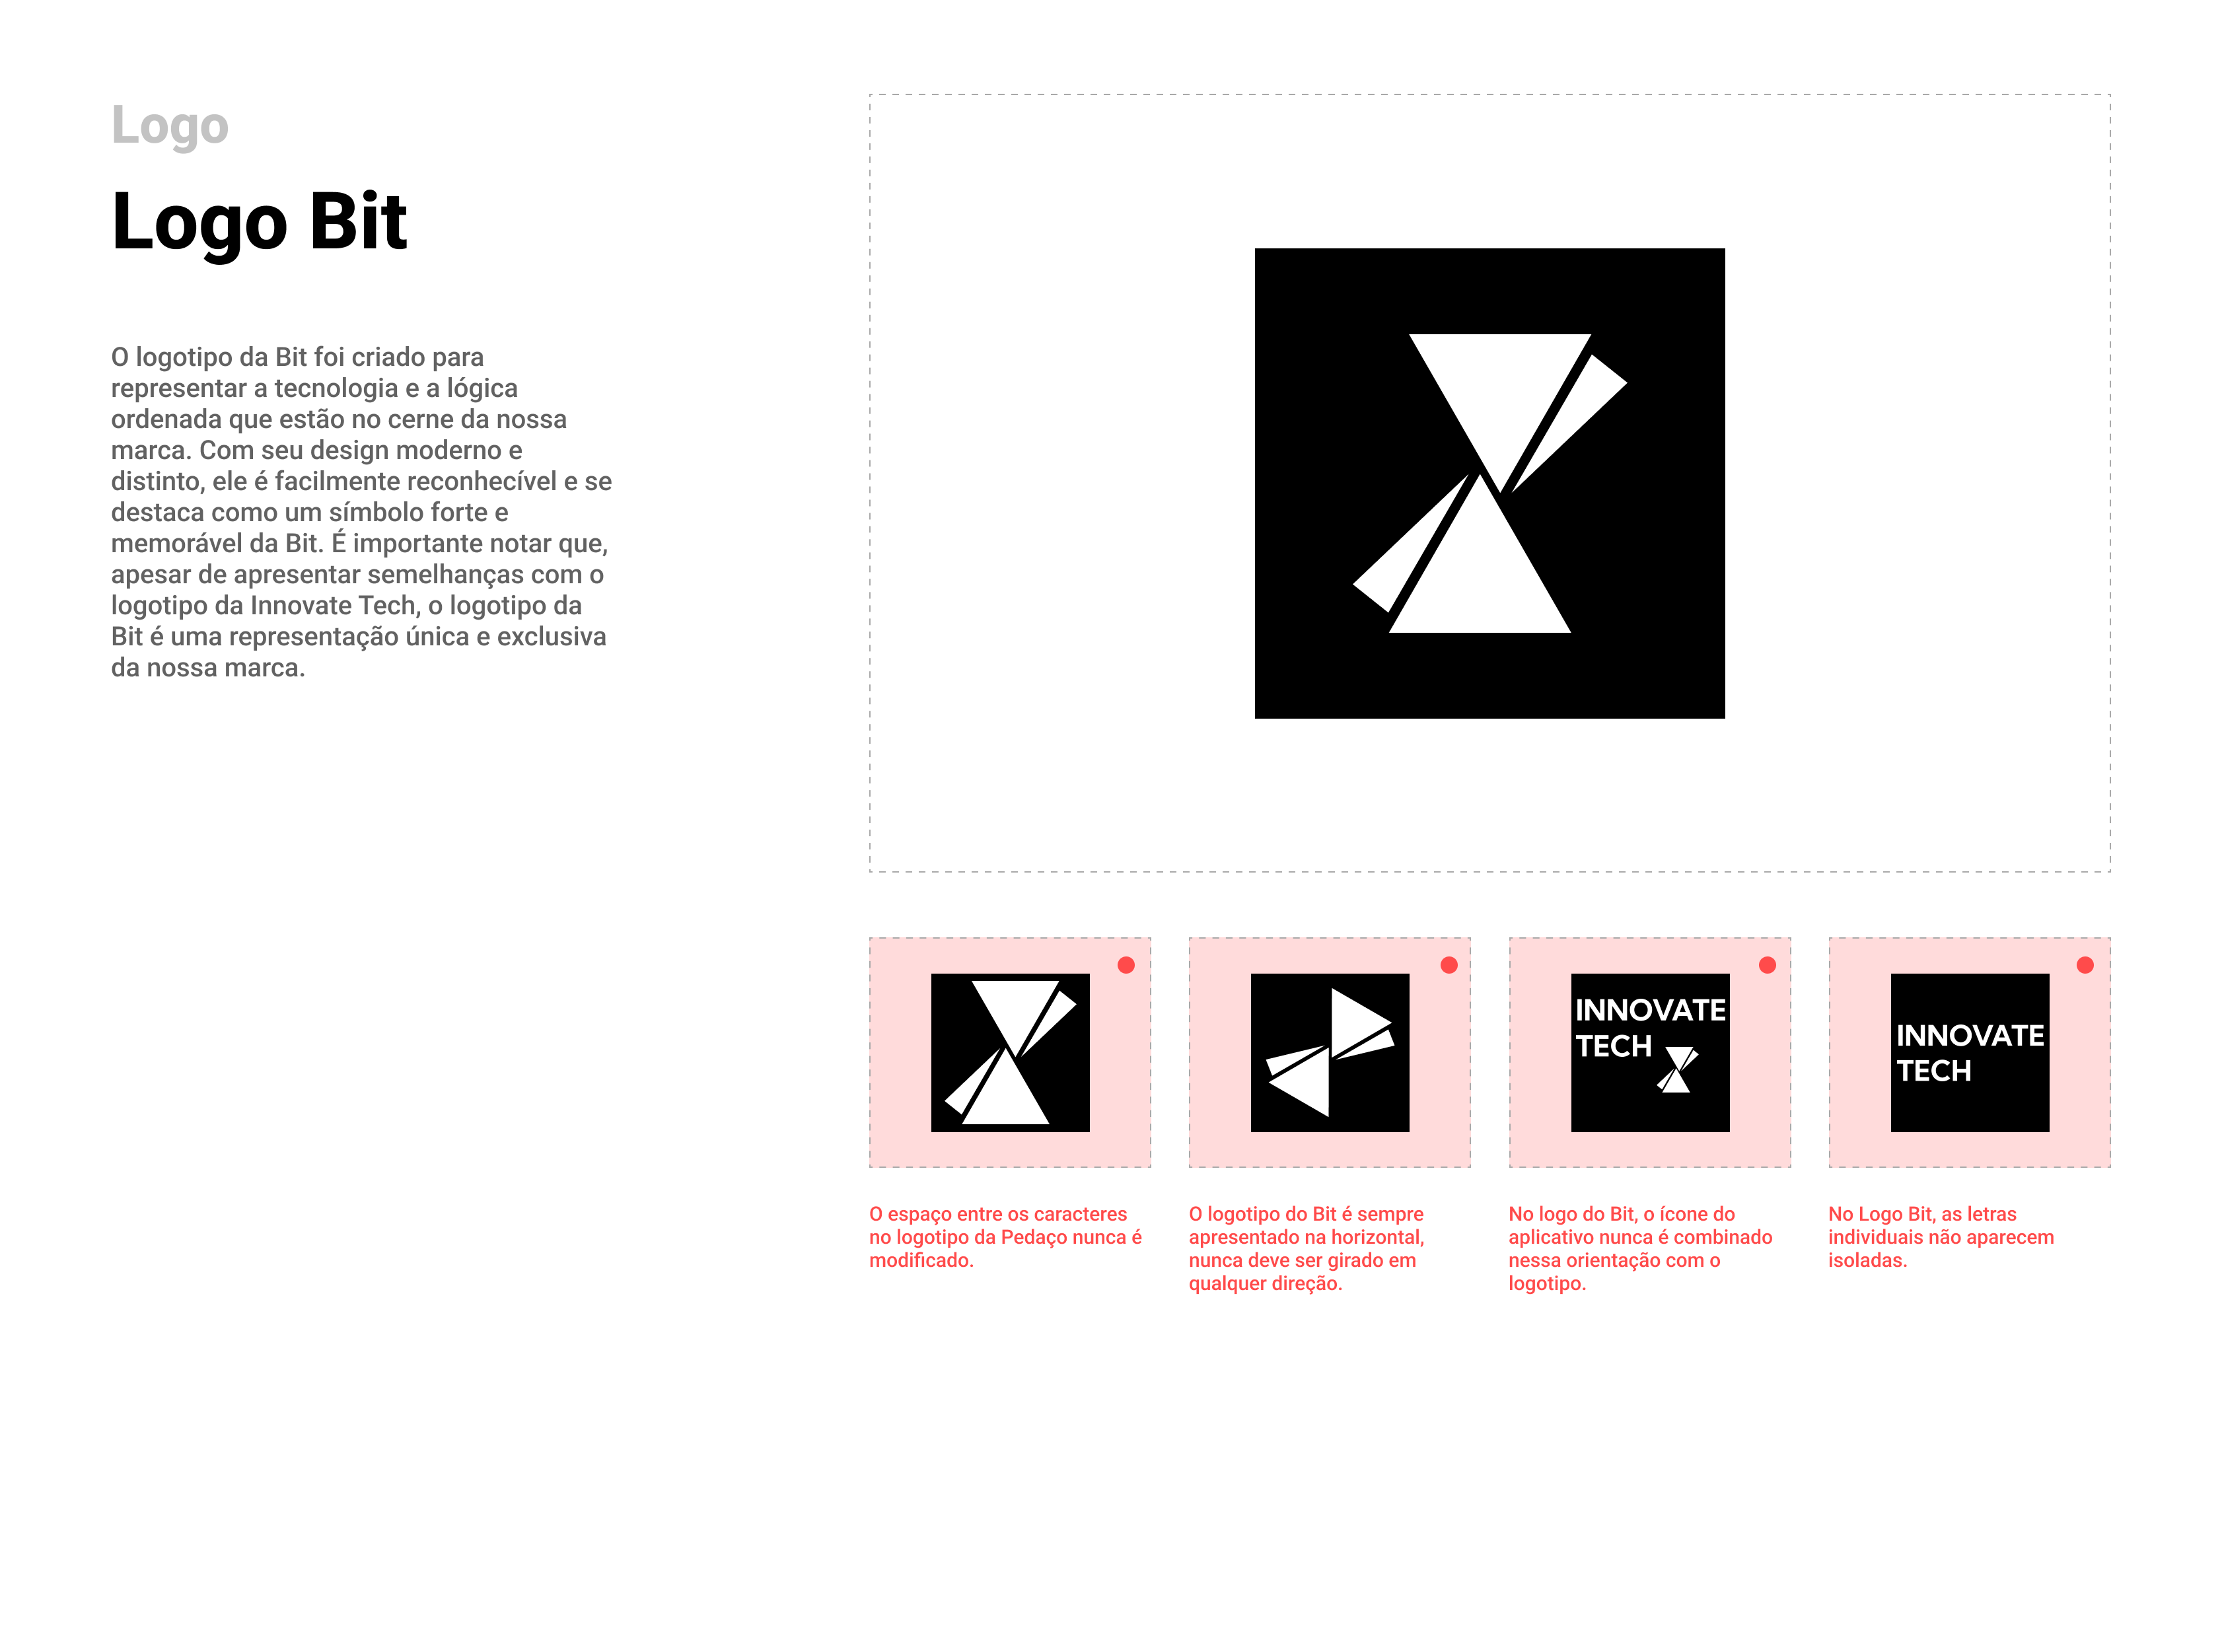 Logo
Logo Bit
O logotipo da Bit foi criado para
representar a tecnologia e a lógica
ordenada que estão no cerne da nossa
marca. Com seu design moderno e
distinto, ele é facilmente reconhecível e se
destaca como um símbolo forte e
memorável da Bit. É importante notar que,
apesar de apresentar semelhanças com o
logotipo da Innovate Tech, o logotipo da
Bit é uma representação única e exclusiva
da nossa marca.
INNOVATE
TECH
INNOVATE
TECH
O espaço entre os caracteres
no logotipo da Pedaço nunca é
modificado.
O logotipo do Bit é sempre
apresentado na horizontal,
nunca deve ser girado em
qualquer direção.
No logo do Bit, o ícone do
aplicativo nunca é combinado
nessa orientação com o
logotipo.
No Logo Bit, as letras
individuais não aparecem
isoladas.